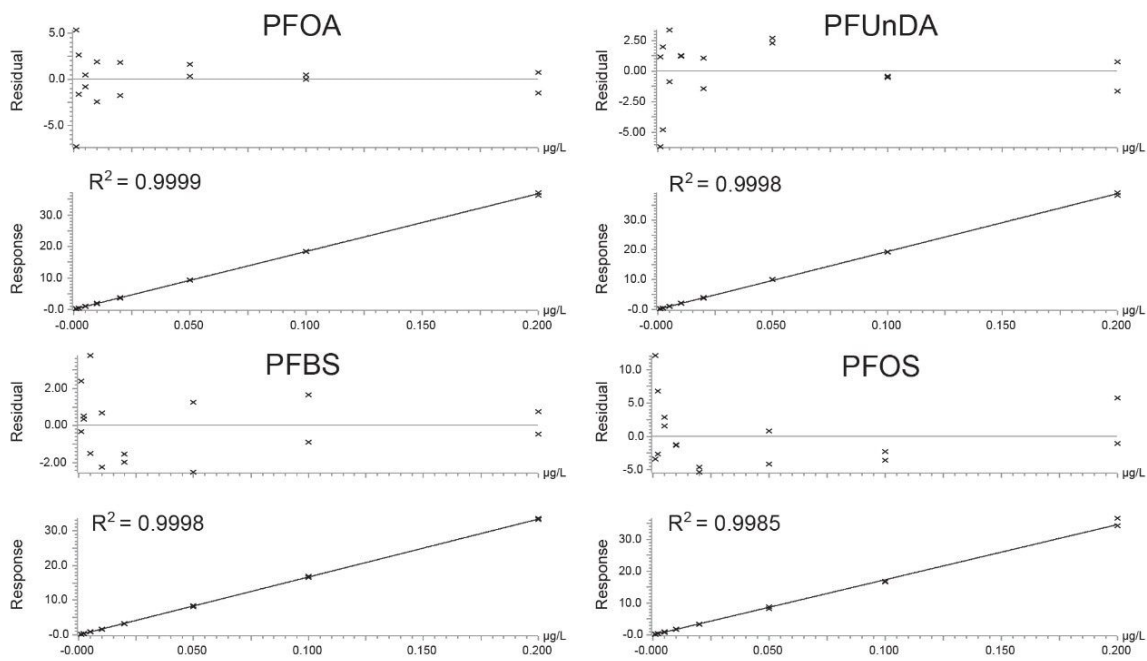 PFOA
Residual
5.0
0.0
-5.0
µg/L
R² = 0.9999
Response
30.0
20.0
10.0
-0.0
-0.000
0.050
0.100
0.150
0.200
µg/L
PFUnDA
Residual
2.50
0.00
-2.50
-5.00
µg/L
R² = 0.9998
Response
30.0
20.0
10.0
-0.0
-0.000
0.050
0.100
0.150
0.200
µg/L
PFBS
Residual
2.00
0.00
-2.00
µg/L
R² = 0.9998
Response
30.0
20.0
10.0
-0.0
-0.000
0.050
0.100
0.150
0.200
µg/L
PFOS
Residual
10.0
5.0
0.0
-5.0
µg/L
R² = 0.9985
Response
30.0
20.0
10.0
-0.0
-0.000
0.050
0.100
0.150
0.200
µg/L